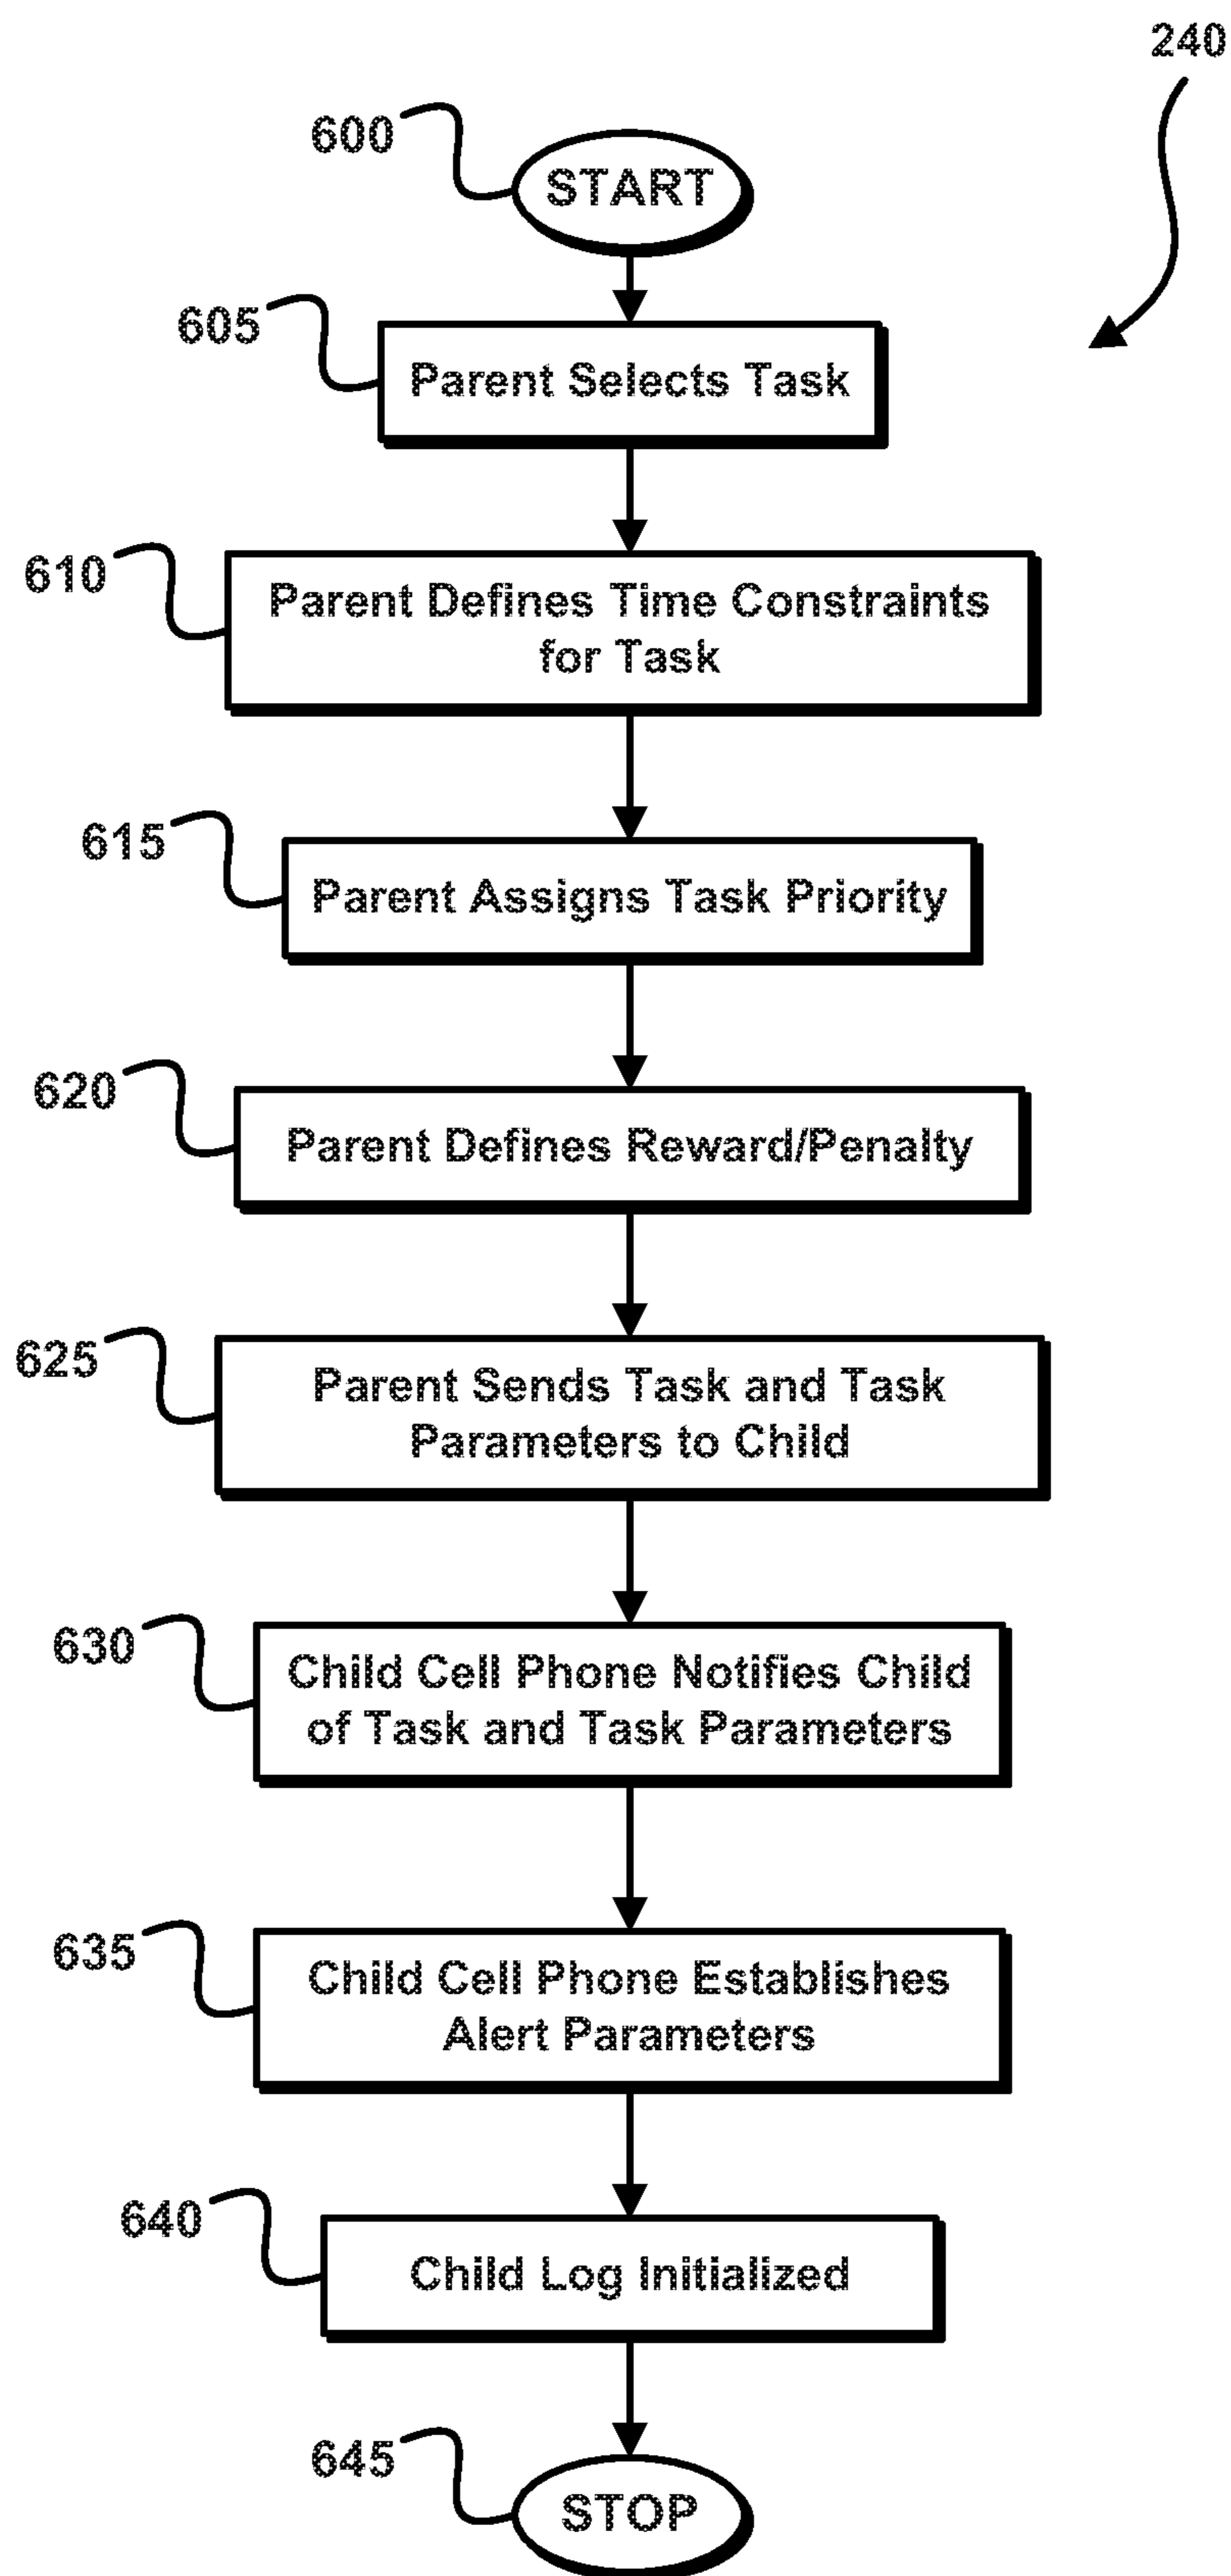 240
600
START
605
Parent Selects Task
610
Parent Defines Time Constraints
for Task
615
Parent Assigns Task Priority
620
Parent Defines Reward/Penalty
625
Parent Sends Task and Task
Parameters to Child
630
Child Cell Phone Notifies Child
of Task and Task Parameters
635
Child Cell Phone Establishes
Alert Parameters
640
Child Log Initialized
645
STOP